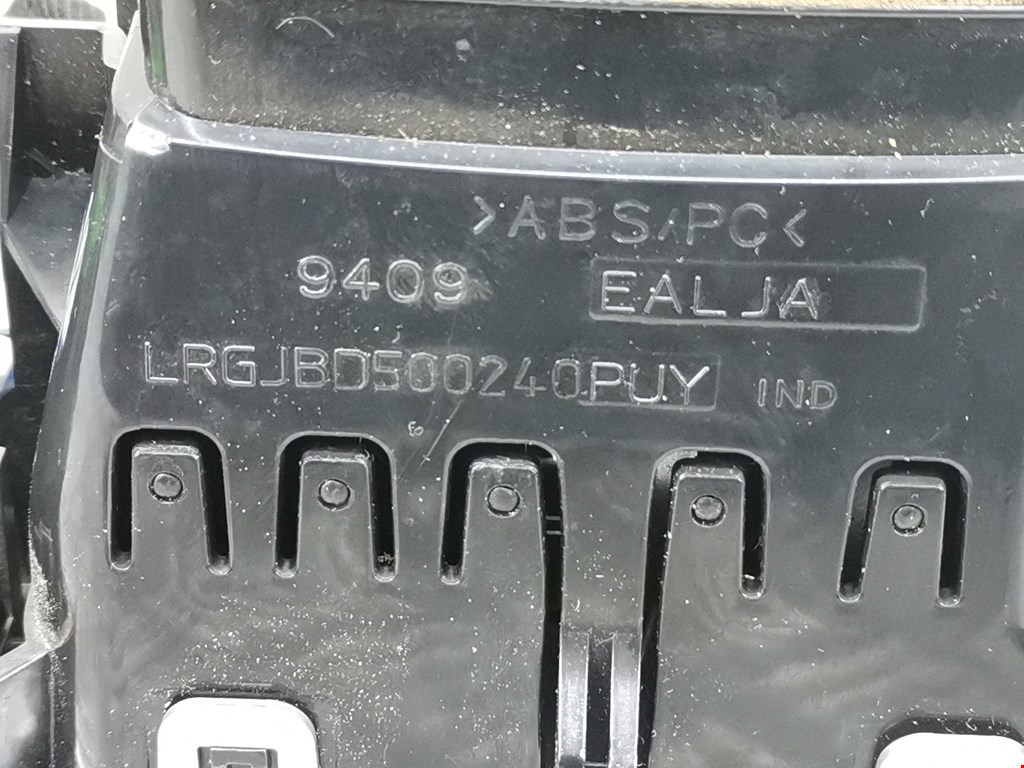 >ABS/PC<
9409 EALJA
LRGJBD500240PUY IND